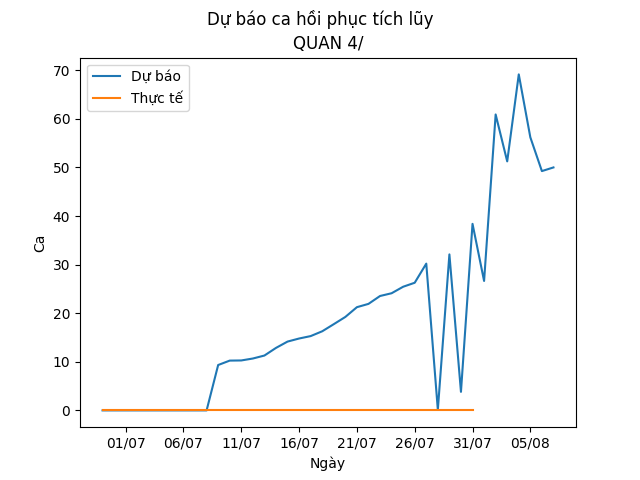 Dự báo ca hồi phục tích lũy
QUAN 4/
Dự báo
Thực tế
Ca
70
60
50
40
30
20
10
0
01/07 06/07 11/07 16/07 21/07 26/07 31/07 05/08
Ngày